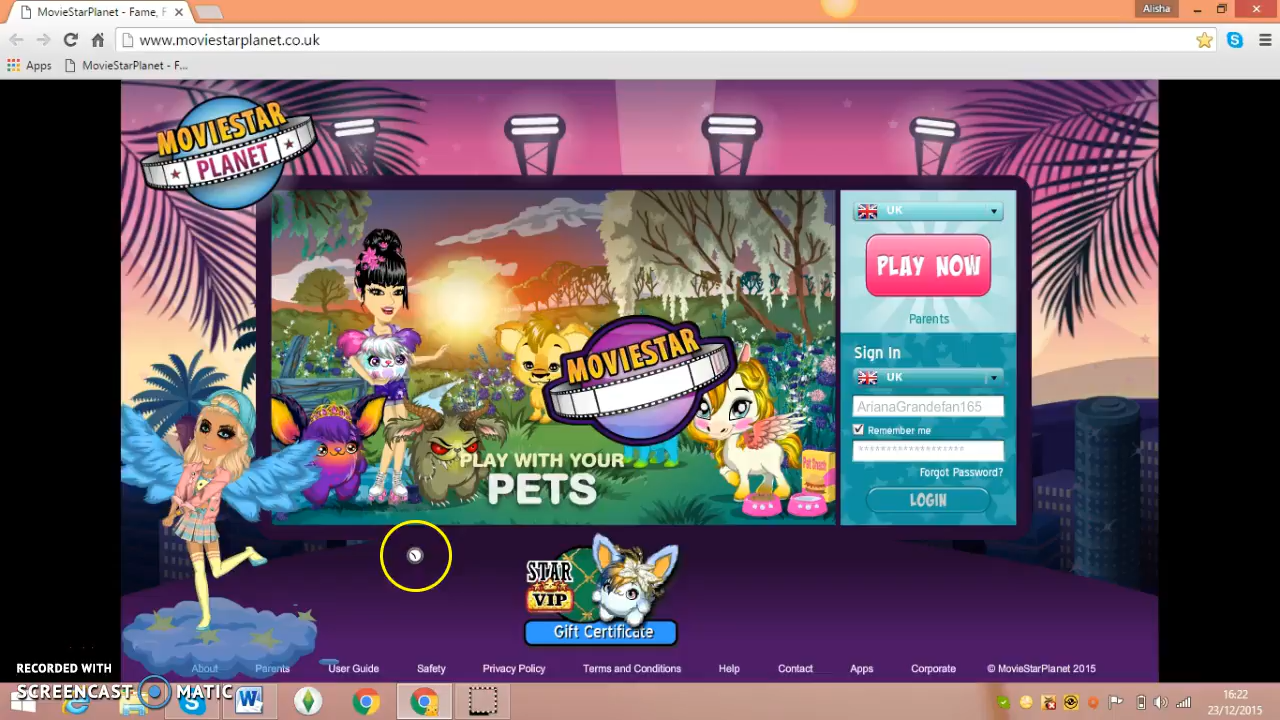 MovieStarPlanet - Fame, F
Alisha
www.moviestarplanet.co.uk
Apps
MovieStarPlanet - F...
MOVIESTAR
PLANET
UK
PLAY NOW
Parents
Sign In
UK
ArianaGrandefan165
Remember me
********************
Forgot Password?
LOGIN
MOVIESTAR
PLAY WITH YOUR
PETS
Pet Snack
STAR
VIP
Gift Certificate
About
Parents
User Guide
Safety
Privacy Policy
Terms and Conditions
Help
Contact
Apps
Corporate
© MovieStarPlanet 2015
RECORDED WITH
SCREENCAST MATIC
16:22
23/12/2015